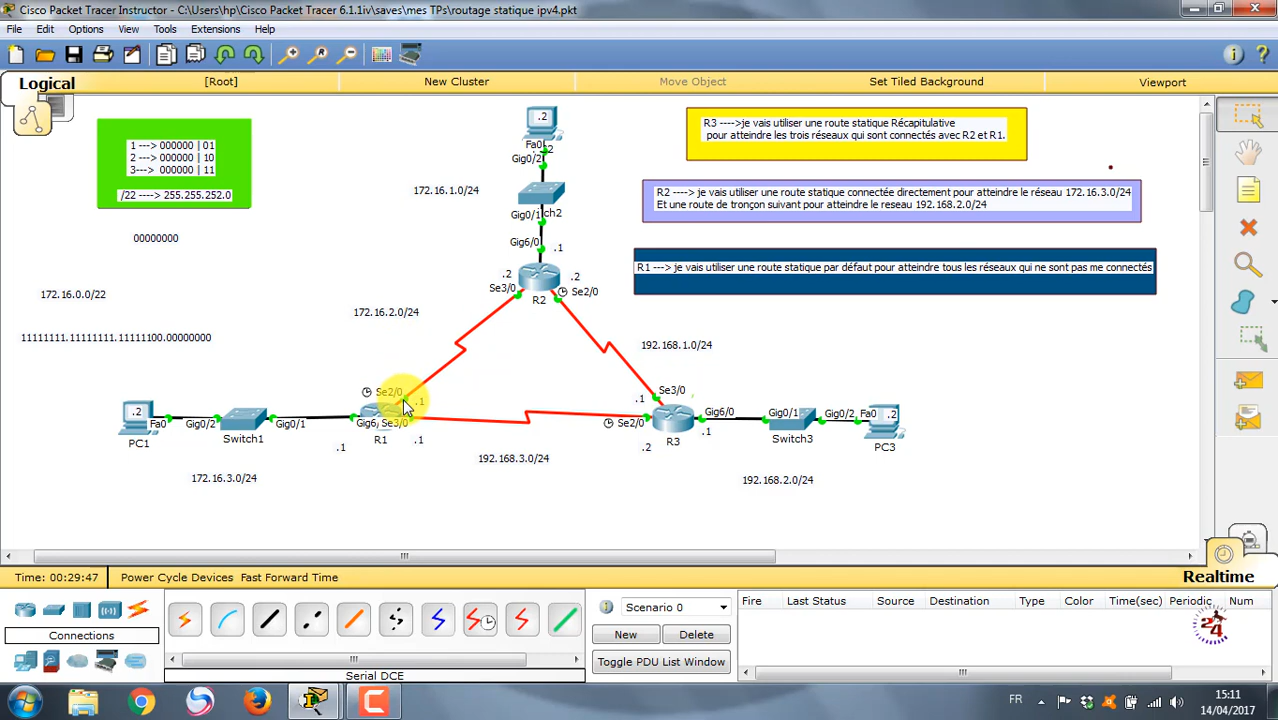 Cisco Packet Tracer Instructor - C:\Users\hp\Cisco Packet Tracer 6.1.1iv\saves\mes TPs\routage statique ipv4.pkt
File Edit Options View Tools Extensions Help
Logical
[Root]
New Cluster
Move Object
Set Tiled Background
Viewport
1 ---> 000000 | 01
2 ---> 000000 | 10
3---> 000000 | 11
/22 ----> 255.255.252.0
00000000
172.16.0.0/22
11111111.11111111.11111100.00000000
R3 ---->je vais utiliser une route statique Récapitulative
pour atteindre les trois réseaux qui sont connectés avec R2 et R1.
R2 ----> je vais utiliser une route statique connectée directement pour atteindre le réseau 172.16.3.0/24
Et une route de tronçon suivant pour atteindre le reseau 192.168.2.0/24
R1 ---> je vais utiliser une route statique par défaut pour atteindre tous les réseaux qui ne sont pas me connectés
.2
Fa0
Gig0/2
172.16.1.0/24
Gig0/1
Gig6/0
.1
.2
.2
Se3/0
Se2/0
R2
172.16.2.0/24
192.168.1.0/24
Se2/0
.1
Se3/0
.1
.2
Fa0
PC1
Gig0/2
Switch1
Gig0/1
Se3/0
R1
.1
.1
172.16.3.0/24
192.168.3.0/24
Se2/0
.2
R3
Gig6/0
.1
Gig0/1
Switch3
Gig0/2
Fa0
.2
PC3
192.168.2.0/24
Time: 00:29:47
Power Cycle Devices Fast Forward Time
Realtime
Connections
Serial DCE
Scenario 0
New
Delete
Toggle PDU List Window
Fire Last Status Source Destination Type Color Time(sec) Periodic Num
FR
15:11
14/04/2017